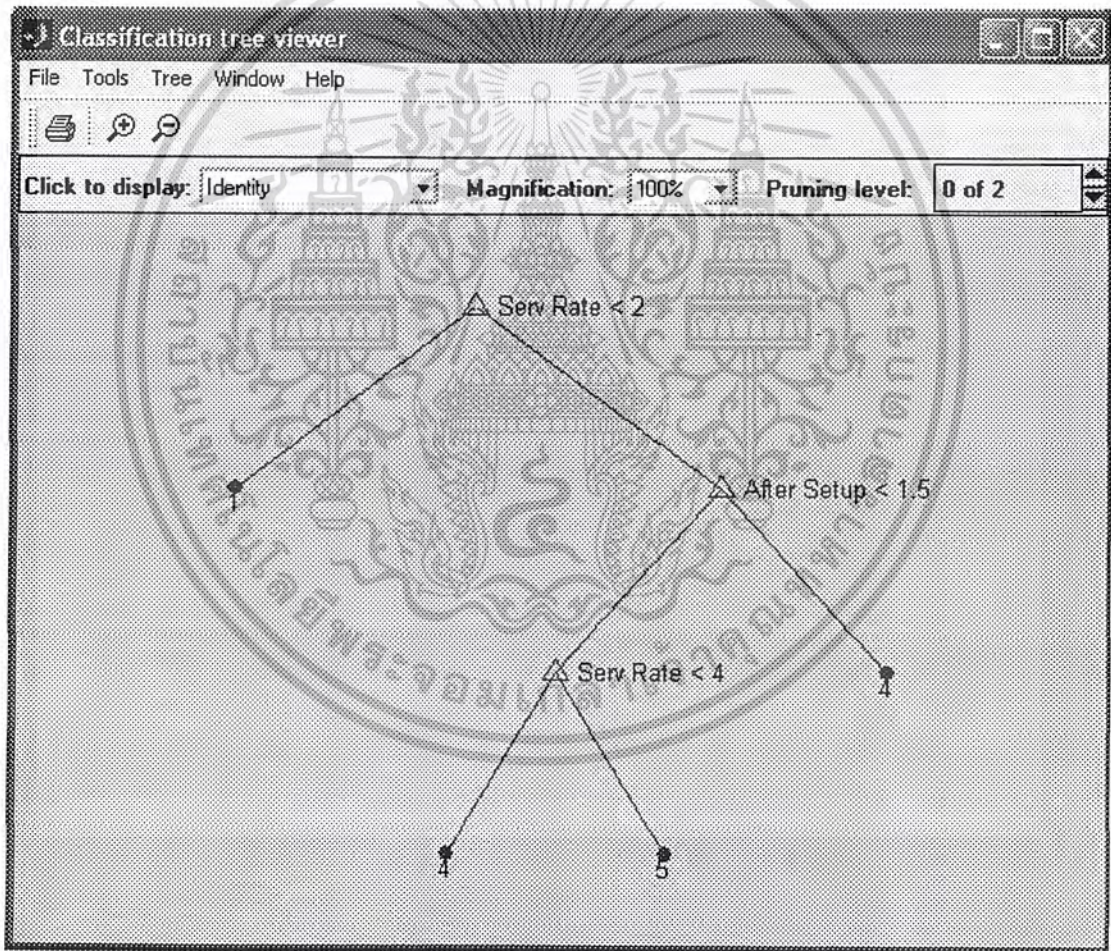 Classification tree viewer
File Tools Tree Window Help
Click to display: Identity Magnification: 100% Pruning level: 0 of 2
Serv Rate < 2
1
After Setup < 1.5
Serv Rate < 4
4
4
5